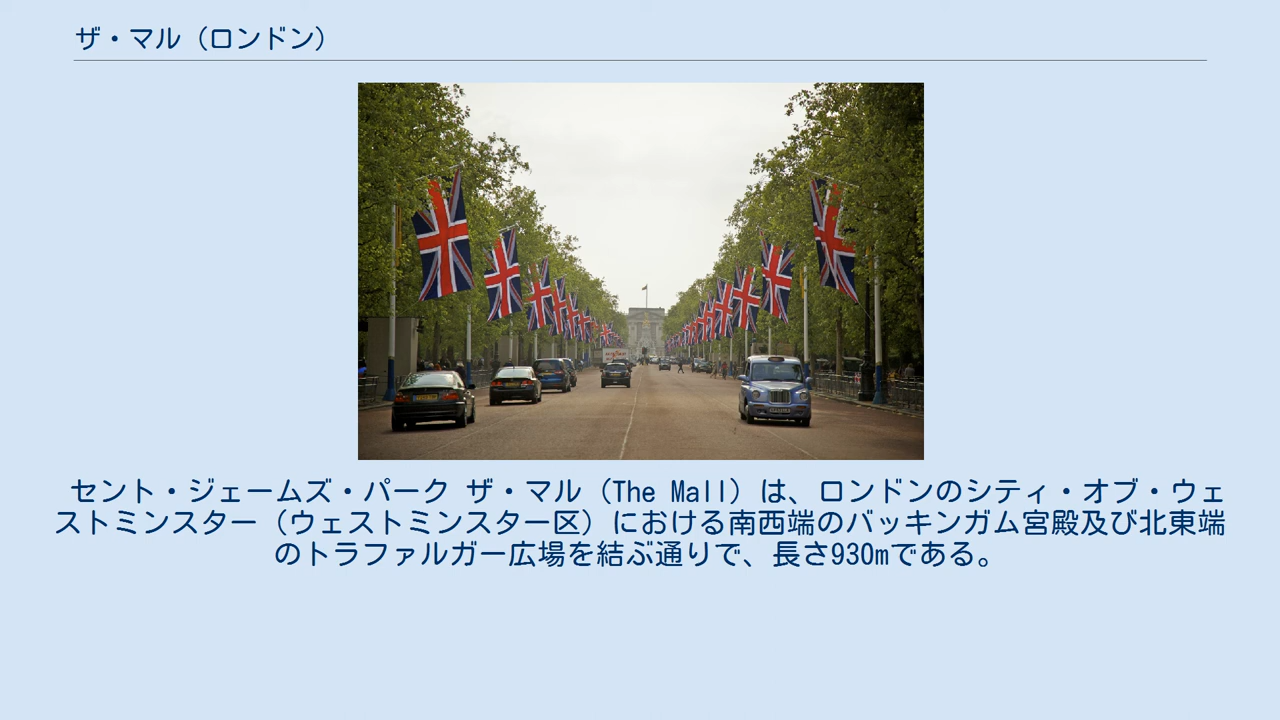 ザ・マル（ロンドン）
セント・ジェームズ・パーク ザ・マル（The Mall）は、ロンドンのシティ・オブ・ウェ
ストミンスター（ウェストミンスター区）における南西端のバッキンガム宮殿及び北東端
のトラファルガー広場を結ぶ通りで、長さ930mである。